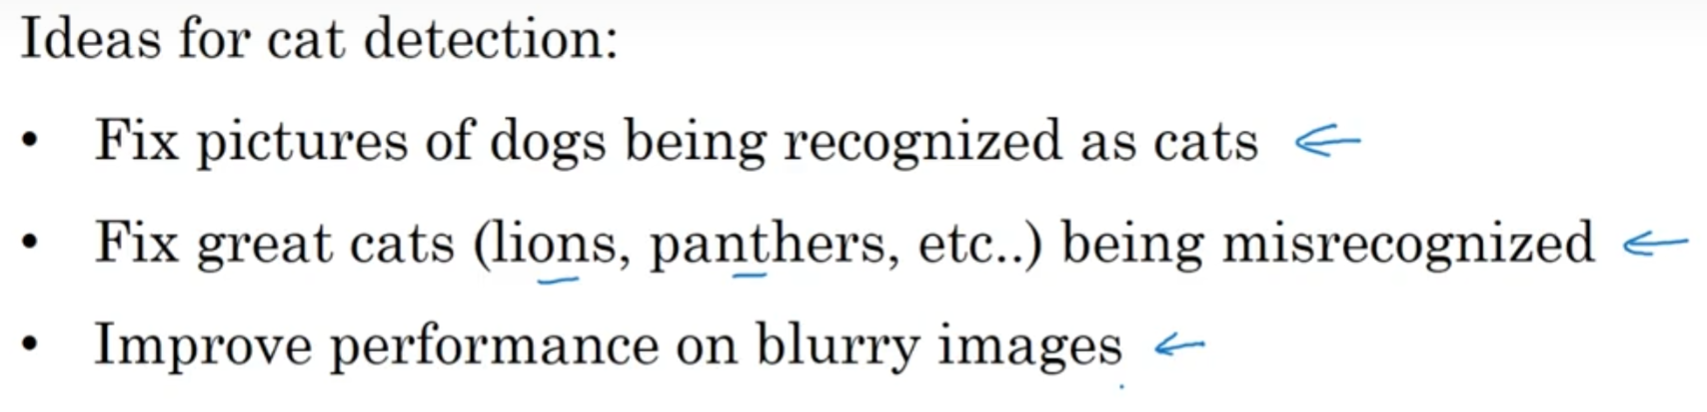 Ideas for cat detection:
• Fix pictures of dogs being recognized as cats
• Fix great cats (lions, panthers, etc..) being misrecognized
• Improve performance on blurry images